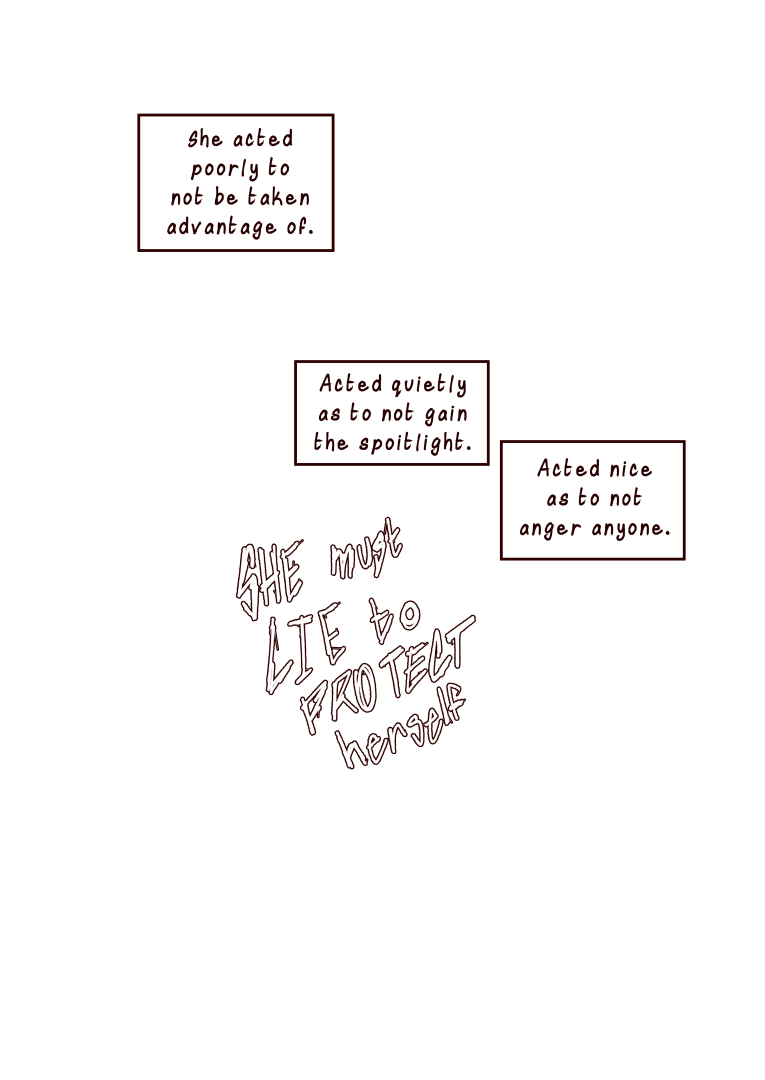 She acted
poorly to
not be taken
advantage of.
Acted quietly
as to not gain
the spoitlight.
Acted nice
as to not
anger anyone.
SHE must
LIE to
PROTECT
herself